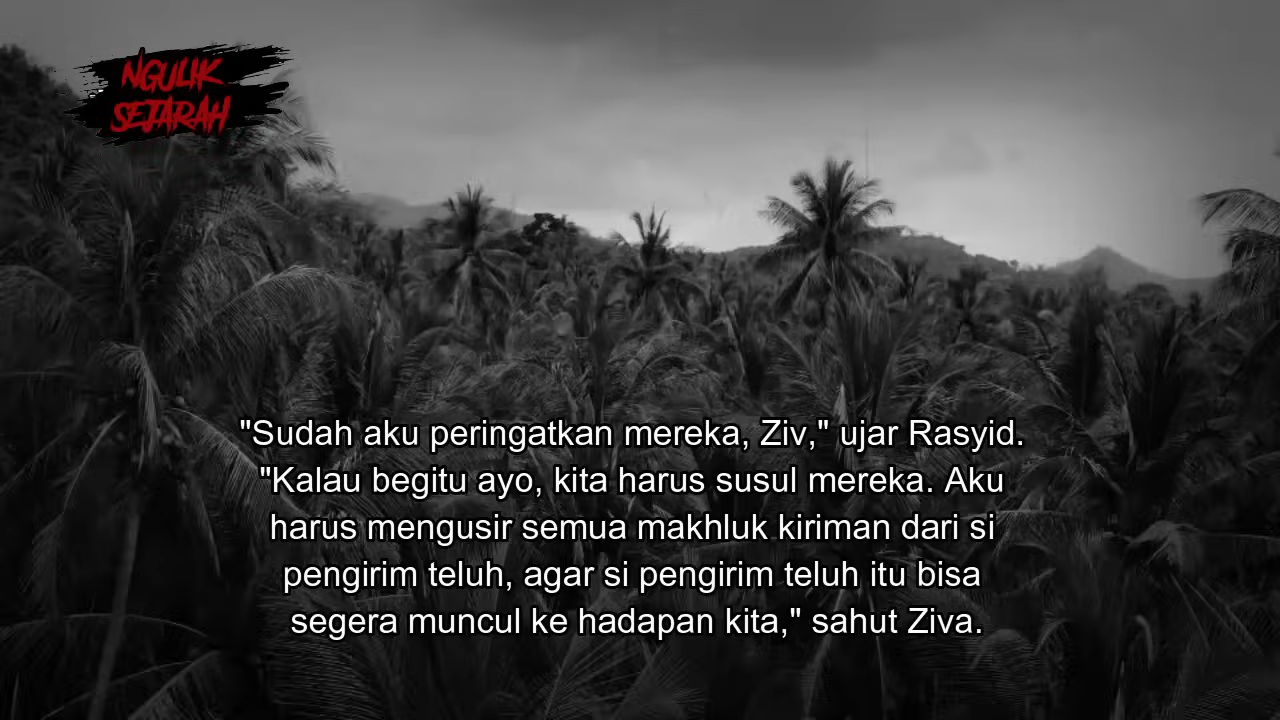 NGULIK
SEJARAH
"Sudah aku peringatkan mereka, Ziv," ujar Rasyid.
"Kalau begitu ayo, kita harus susul mereka. Aku
harus mengusir semua makhluk kiriman dari si
pengirim teluh, agar si pengirim teluh itu bisa
segera muncul ke hadapan kita," sahut Ziva.